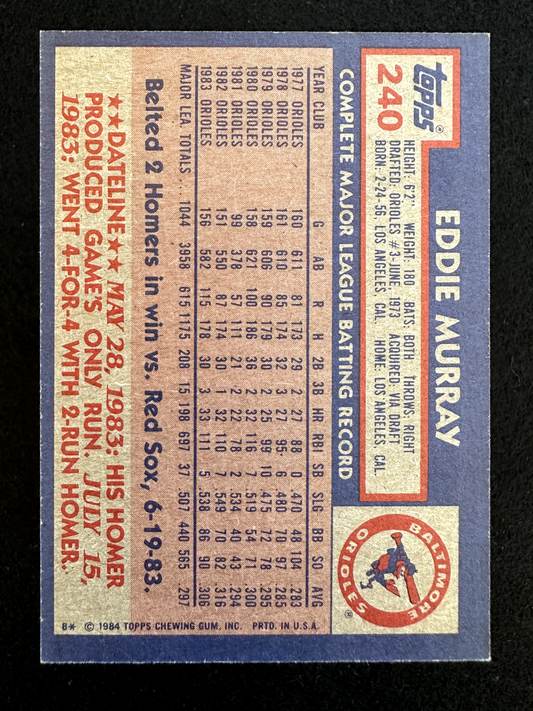 topps®
240
EDDIE MURRAY
HEIGHT: 6'2" WEIGHT: 180 BATS: BOTH THROWS: RIGHT
DRAFTED: ORIOLES #3-JUNE, 1973 ACQUIRED: VIA DRAFT
BORN: 2-24-56, LOS ANGELES, CAL. HOME: LOS ANGELES, CAL.
BALTIMORE
ORIOLES®
COMPLETE MAJOR LEAGUE BATTING RECORD
YEAR CLUB G AB R H 2B 3B HR RBI SB SLG BB SO AVG
1977 ORIOLES 160 611 81 173 29 2 27 88 0 .470 48 104 .283
1978 ORIOLES 161 610 85 174 32 3 27 95 6 .480 70 97 .285
1979 ORIOLES 159 606 90 179 30 2 25 99 10 .475 72 78 .295
1980 ORIOLES 158 621 100 186 36 2 32 116 7 .519 54 71 .300
1981 ORIOLES 99 378 57 111 21 2 22 78 2 .534 40 43 .294
1982 ORIOLES 151 550 87 174 30 1 32 110 7 .549 70 82 .316
1983 ORIOLES 156 582 115 178 30 3 33 111 5 .538 86 90 .306
MAJOR LEA. TOTALS 1044 3958 615 1175 208 15 198 697 37 .507 440 565 .297
Belted 2 Homers in win vs. Red Sox, 6-19-83.
★★DATELINE★★ MAY 28, 1983: HIS HOMER
PRODUCED GAME'S ONLY RUN. JULY 15,
1983: WENT 4-FOR-4 WITH 2-RUN HOMER.
B* © 1984 TOPPS CHEWING GUM, INC. PRTD. IN U.S.A.